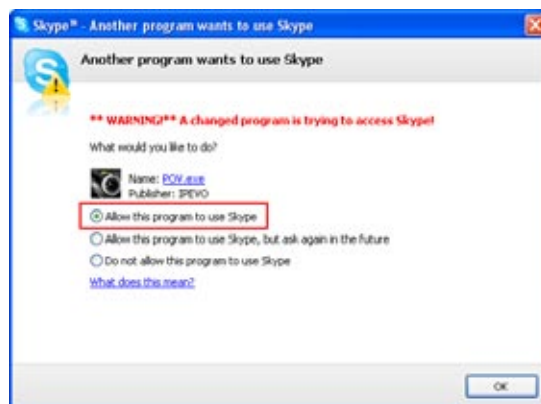 Skype™ - Another program wants to use Skype
Another program wants to use Skype
** WARNING!** A changed program is trying to access Skype!
What would you like to do?
Name: POV.exe
Publisher: IPEVO
Allow this program to use Skype
Allow this program to use Skype, but ask again in the future
Do not allow this program to use Skype
What does this mean?
OK